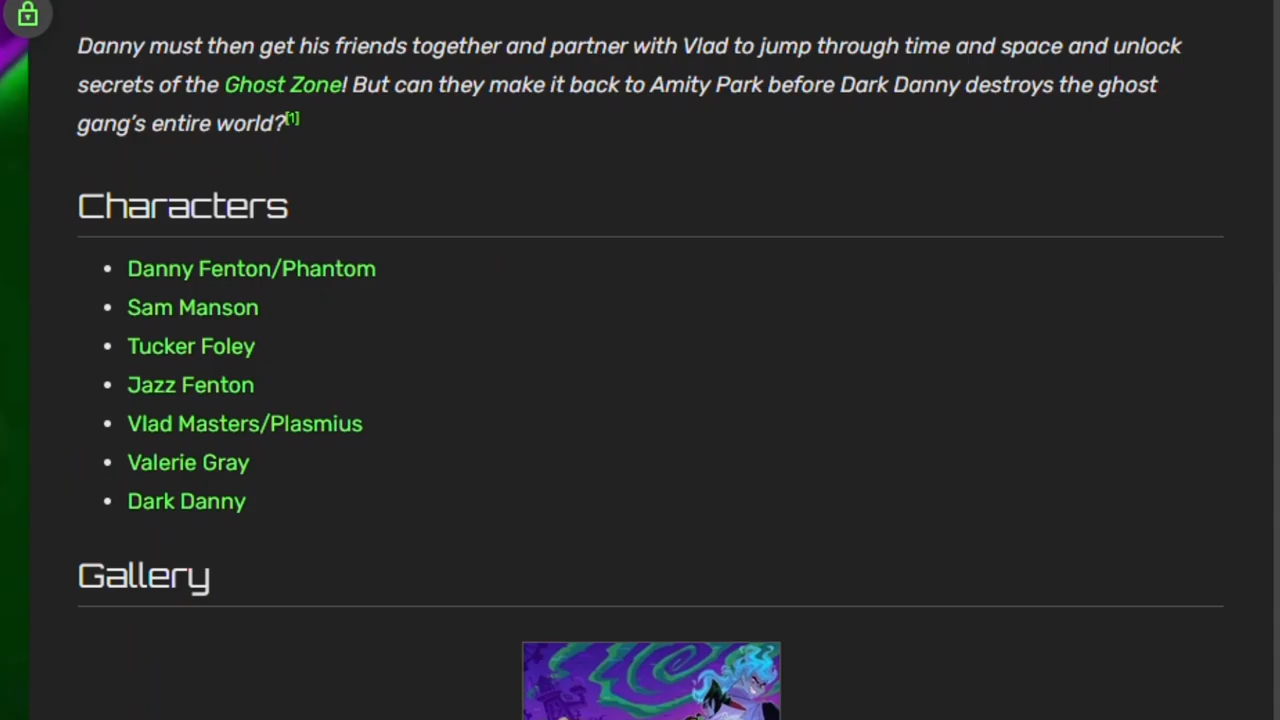 Danny must then get his friends together and partner with Vlad to jump through time and space and unlock
secrets of the Ghost Zone! But can they make it back to Amity Park before Dark Danny destroys the ghost
gang's entire world?[1]
Characters
• Danny Fenton/Phantom
• Sam Manson
• Tucker Foley
• Jazz Fenton
• Vlad Masters/Plasmius
• Valerie Gray
• Dark Danny
Gallery